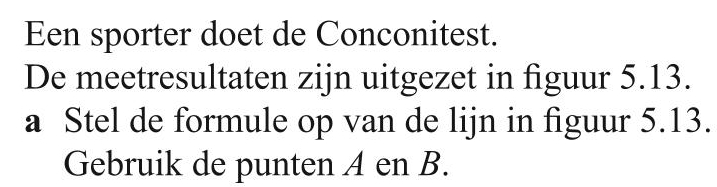 Een sporter doet de Conconitest.
De meetresultaten zijn uitgezet in figuur 5.13.
a Stel de formule op van de lijn in figuur 5.13.
Gebruik de punten A en B.